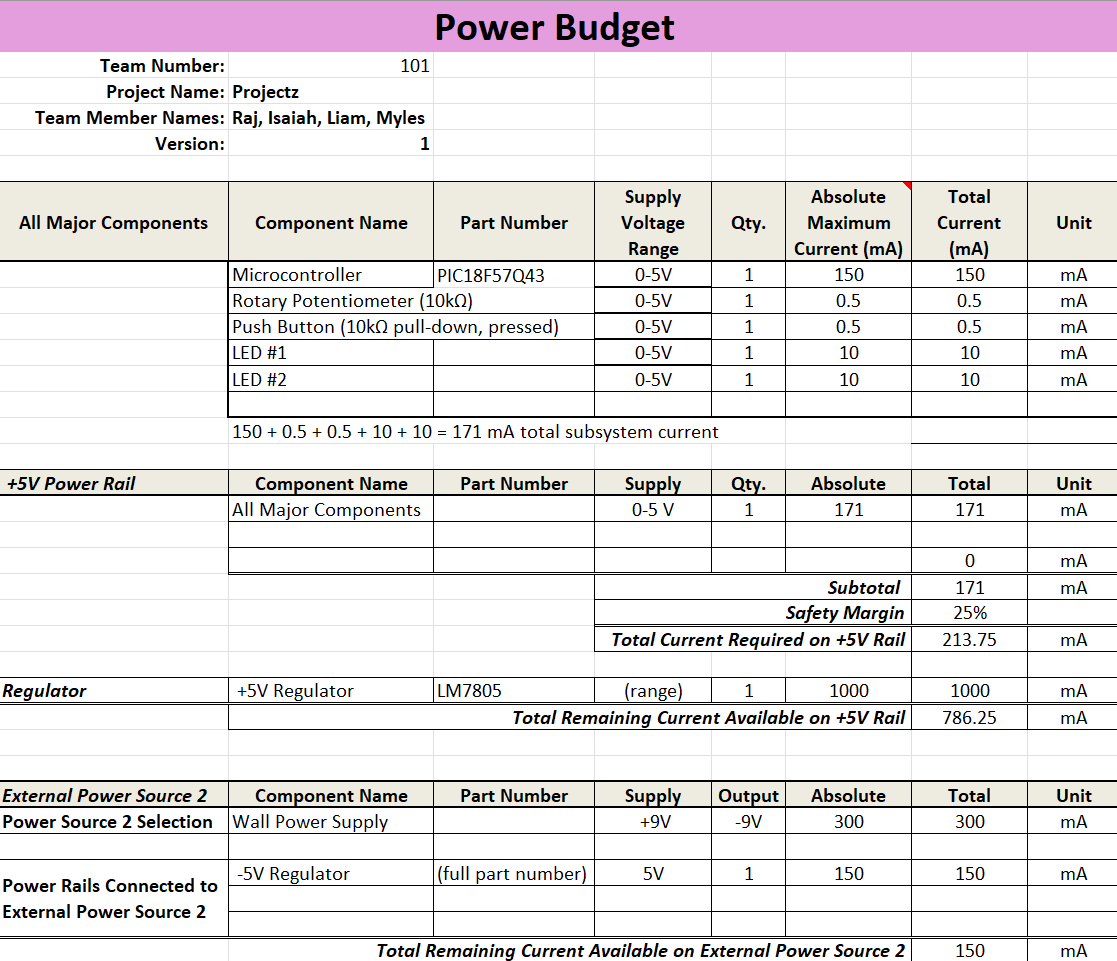 Power Budget
Team Number: 101
Project Name: Projectz
Team Member Names: Raj, Isaiah, Liam, Myles
Version: 1
All Major Components Component Name Part Number Supply Voltage Range Qty. Absolute Maximum Current (mA) Total Current (mA) Unit
Microcontroller PIC18F57Q43 0-5V 1 150 150 mA
Rotary Potentiometer (10kΩ) 0-5V 1 0.5 0.5 mA
Push Button (10kΩ pull-down, pressed) 0-5V 1 0.5 0.5 mA
LED #1 0-5V 1 10 10 mA
LED #2 0-5V 1 10 10 mA
150 + 0.5 + 0.5 + 10 + 10 = 171 mA total subsystem current
+5V Power Rail Component Name Part Number Supply Qty. Absolute Total Unit
All Major Components 0-5 V 1 171 171 mA
0 mA
Subtotal 171 mA
Safety Margin 25%
Total Current Required on +5V Rail 213.75 mA
Regulator +5V Regulator LM7805 (range) 1 1000 1000 mA
Total Remaining Current Available on +5V Rail 786.25 mA
External Power Source 2 Component Name Part Number Supply Output Absolute Total Unit
Power Source 2 Selection Wall Power Supply +9V -9V 300 300 mA
Power Rails Connected to External Power Source 2 -5V Regulator (full part number) 5V 1 150 150 mA
Total Remaining Current Available on External Power Source 2 150 mA